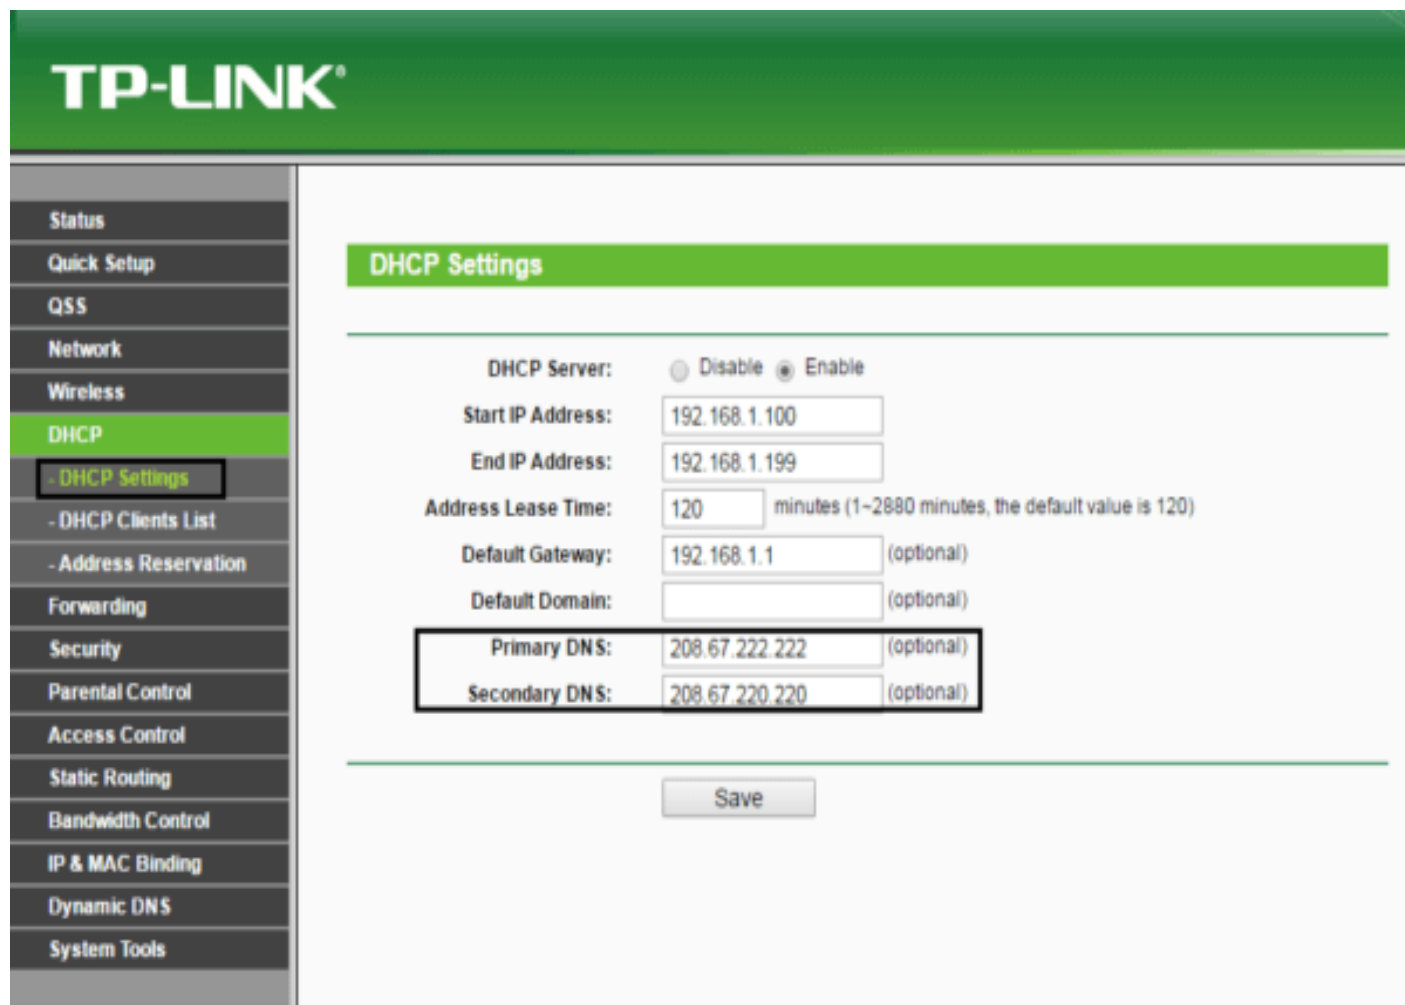 TP-LINK®
Status
Quick Setup
QSS
Network
Wireless
DHCP
- DHCP Settings
- DHCP Clients List
- Address Reservation
Forwarding
Security
Parental Control
Access Control
Static Routing
Bandwidth Control
IP & MAC Binding
Dynamic DNS
System Tools
DHCP Settings
DHCP Server: Disable Enable
Start IP Address: 192.168.1.100
End IP Address: 192.168.1.199
Address Lease Time: 120 minutes (1~2880 minutes, the default value is 120)
Default Gateway: 192.168.1.1 (optional)
Default Domain: (optional)
Primary DNS: 208.67.222.222 (optional)
Secondary DNS: 208.67.220.220 (optional)
Save